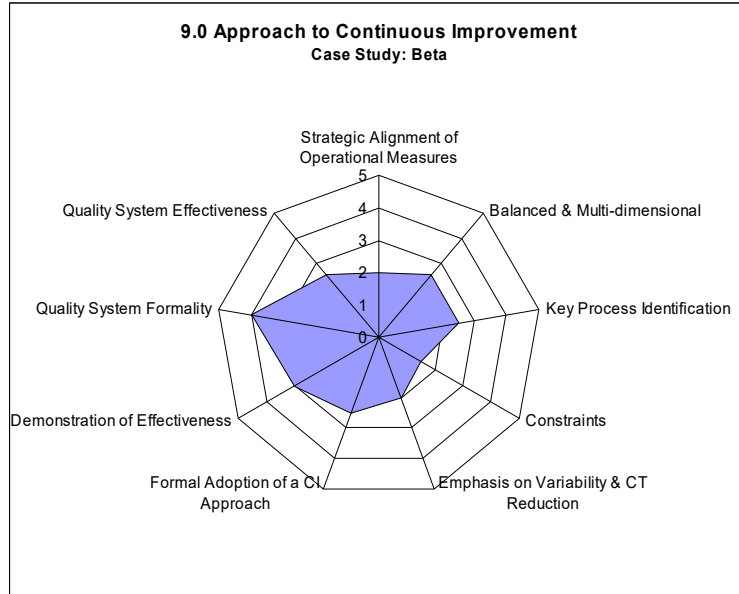 9.0 Approach to Continuous Improvement
Case Study: Beta
Strategic Alignment of
Operational Measures
5
4
3
2
1
0
Quality System Effectiveness
Balanced & Multi-dimensional
Quality System Formality
Key Process Identification
Demonstration of Effectiveness
Constraints
Formal Adoption of a CI
Approach
Emphasis on Variability & CT
Reduction